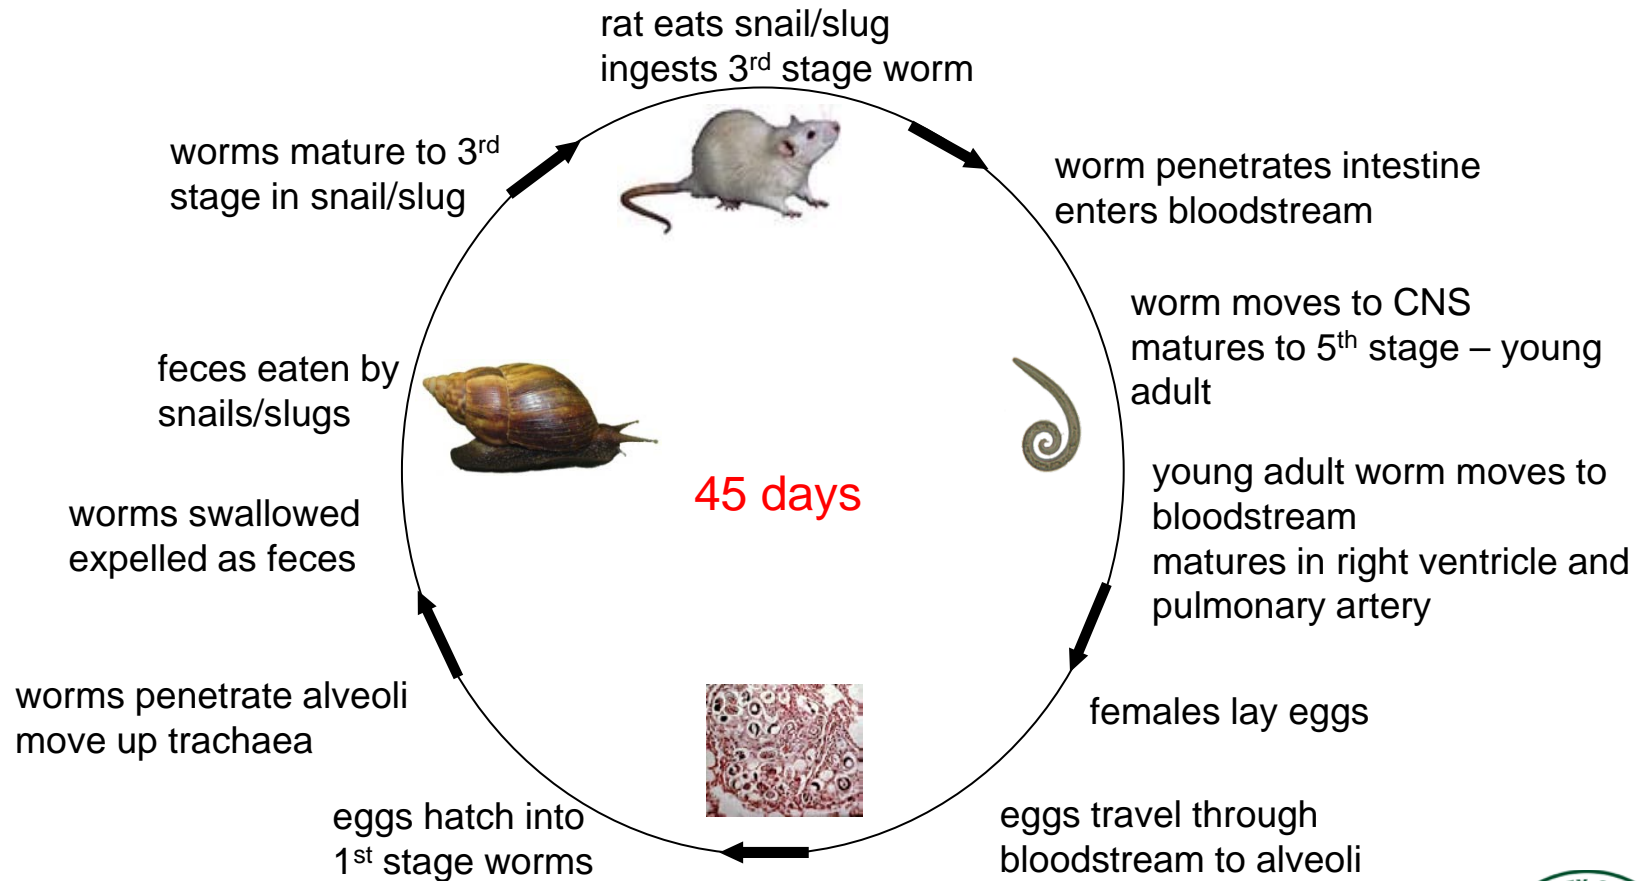 rat eats snail/slug
ingests 3rd stage worm
worm penetrates intestine
enters bloodstream
worm moves to CNS
matures to 5th stage – young
adult
young adult worm moves to
bloodstream
matures in right ventricle and
pulmonary artery
females lay eggs
eggs travel through
bloodstream to alveoli
eggs hatch into
1st stage worms
worms penetrate alveoli
move up trachaea
worms swallowed
expelled as feces
feces eaten by
snails/slugs
worms mature to 3rd
stage in snail/slug
45 days